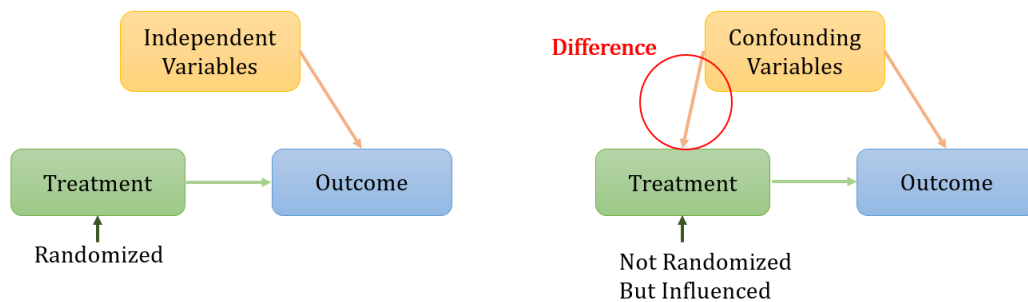 Independent
Variables
Treatment
Outcome
Randomized
Difference
Confounding
Variables
Treatment
Outcome
Not Randomized
But Influenced